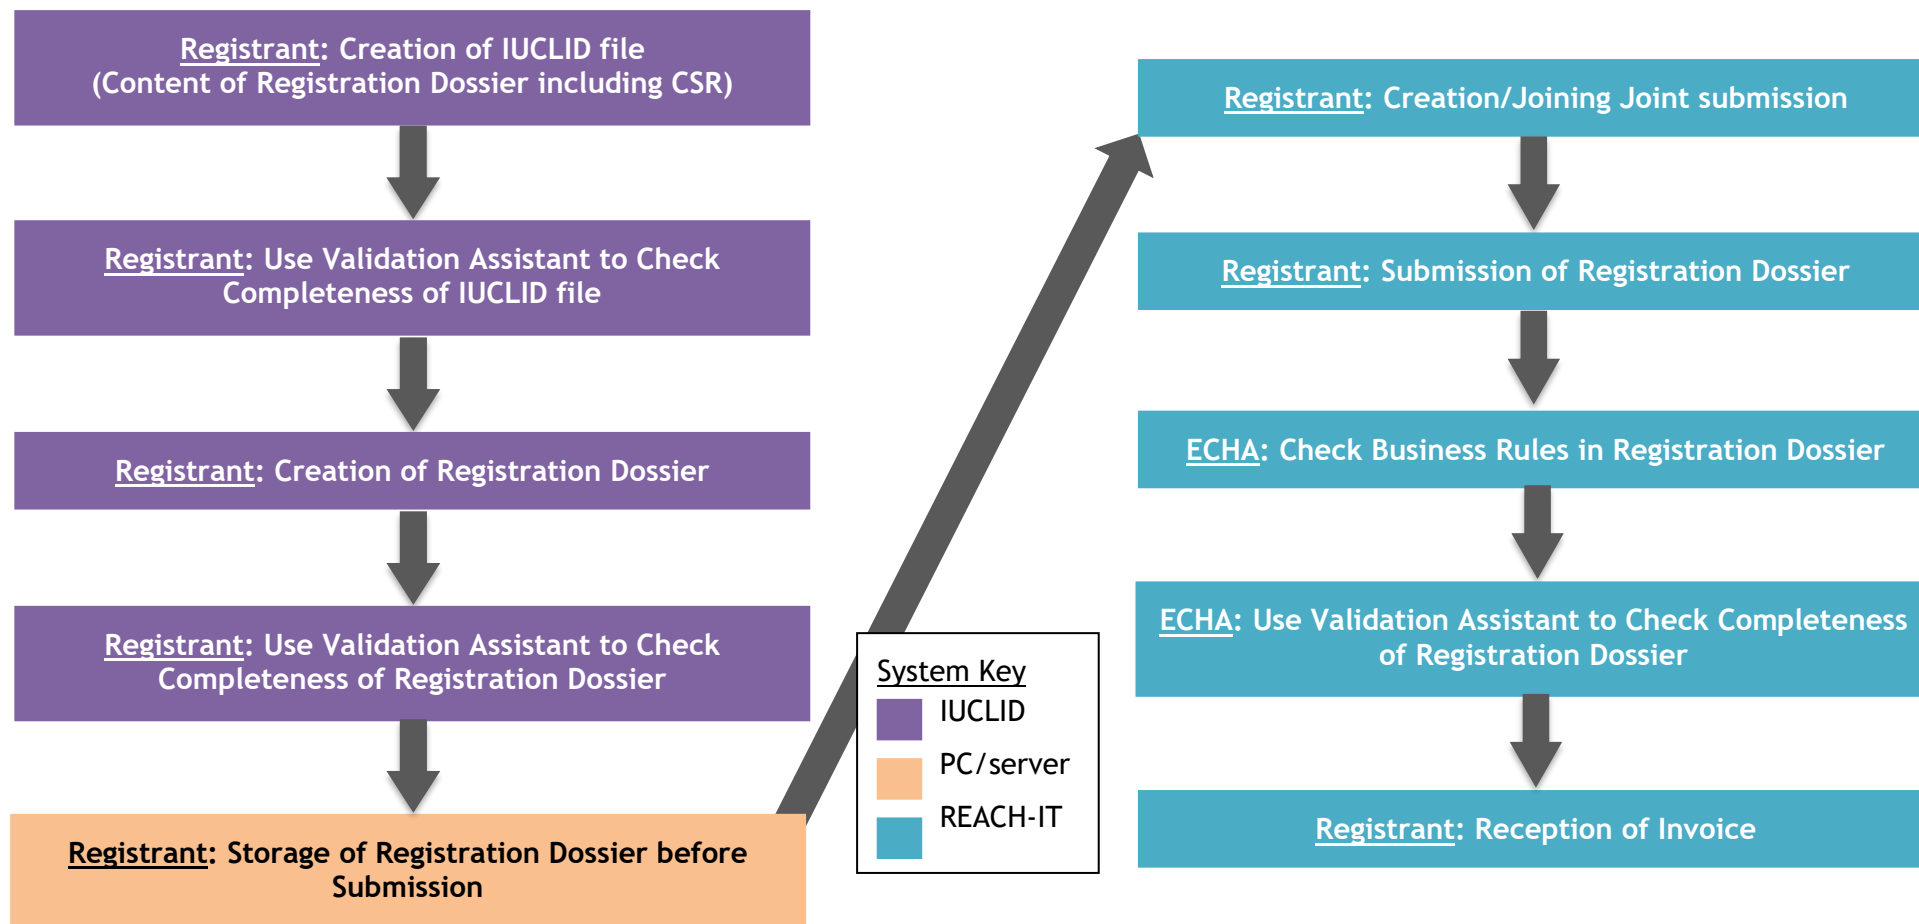 Registrant: Creation of IUCLID file
(Content of Registration Dossier including CSR)
Registrant: Use Validation Assistant to Check
Completeness of IUCLID file
Registrant: Creation of Registration Dossier
Registrant: Use Validation Assistant to Check
Completeness of Registration Dossier
Registrant: Storage of Registration Dossier before
Submission
Registrant: Creation/Joining Joint submission
Registrant: Submission of Registration Dossier
ECHA: Check Business Rules in Registration Dossier
ECHA: Use Validation Assistant to Check Completeness
of Registration Dossier
Registrant: Reception of Invoice
System Key
IUCLID
PC/server
REACH-IT